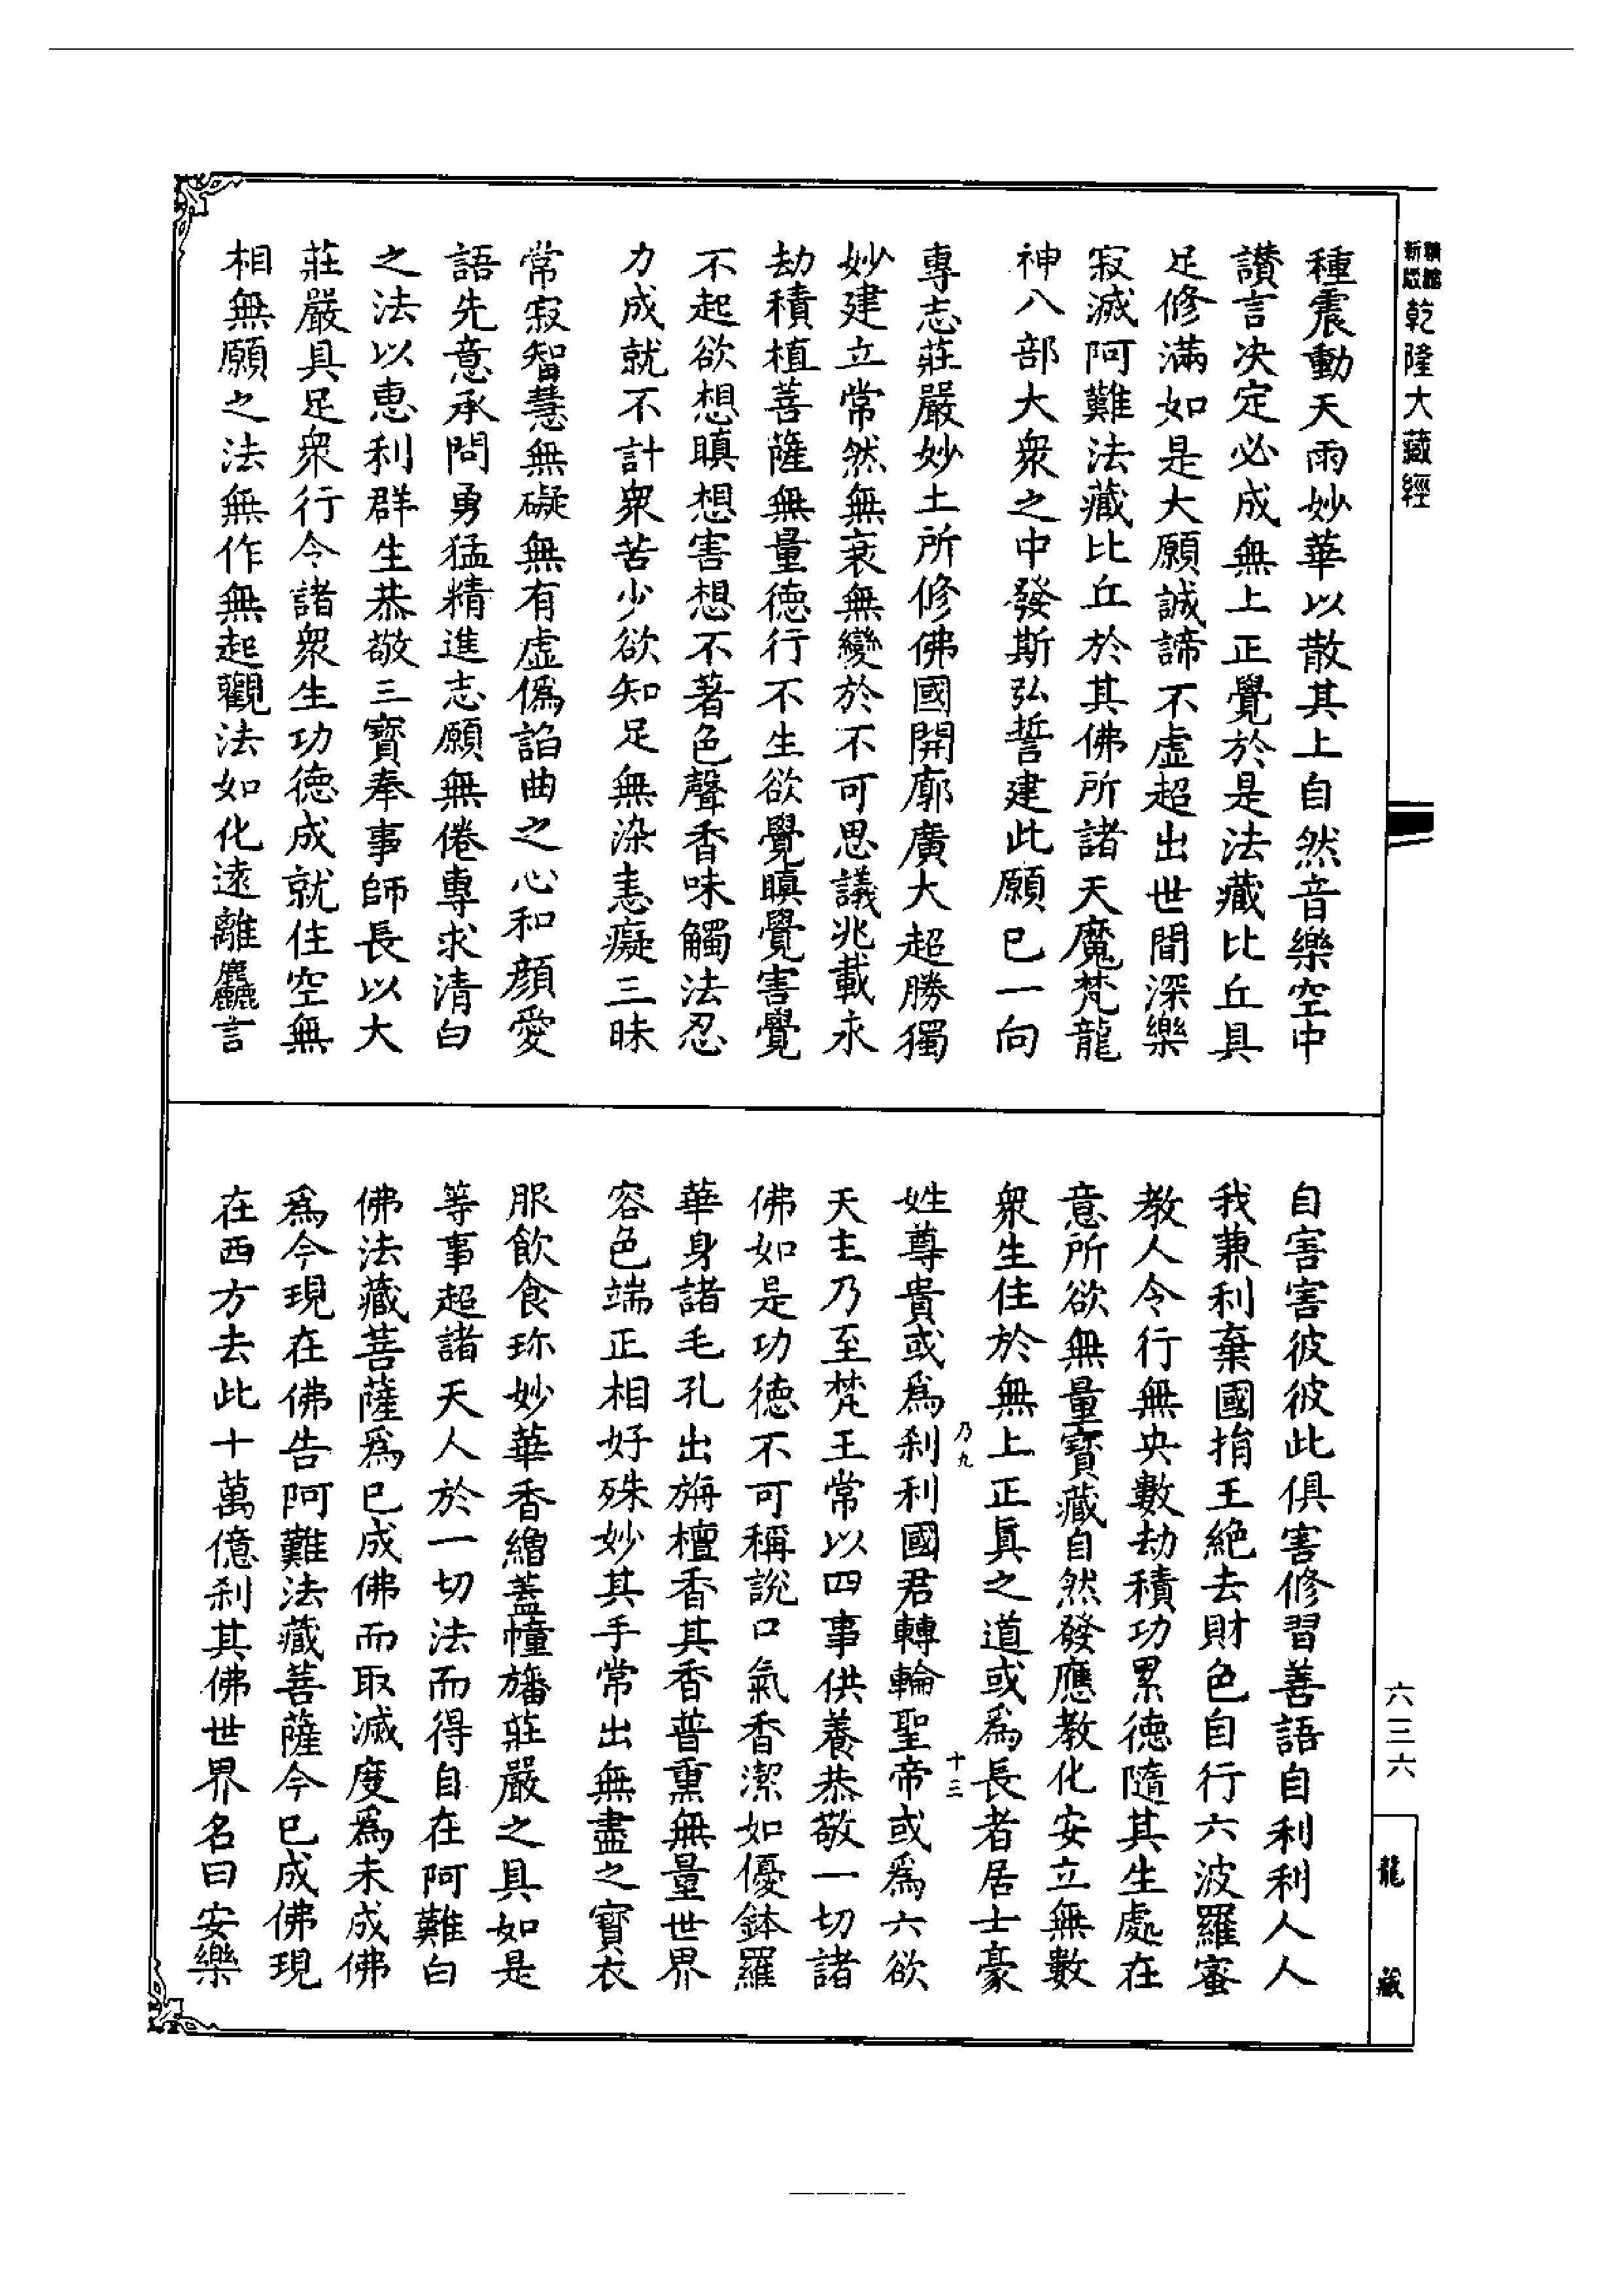 乾隆大藏經
種震動天雨妙華以散其上自然音樂空中
讚言決定必成無上正覺於是法藏比丘具
足修滿如是大願誠諦不虛超出世間深樂
寂滅阿難法藏比丘於其佛所諸天魔梵龍
神八部大衆之中發斯弘誓建此願已一向
專志莊嚴妙土所修佛國開廓廣大超勝獨
妙建立常然無衰無變於不可思議兆載永
劫積植菩薩無量德行不生欲覺瞋覺害覺
不起欲想瞋想害想不著色聲香味觸法忍
力成就不計衆苦少欲知足無染恚癡三昧
常寂智慧無礙無有虛僞諂曲之心和顏愛
語先意承問勇猛精進志願無倦專求清白
之法以惠利群生恭敬三寶奉事師長以大
莊嚴具足衆行令諸衆生功德成就住空無
相無願之法無作無起觀法如化遠離麤言
自害害彼彼此俱害修習善語自利利人人
我兼利棄國捐王絕去財色自行六波羅蜜
教人令行無央數劫積功累德隨其生處在
意所欲無量寶藏自然發應教化安立無數
衆生住於無上正眞之道或爲長者居士豪
乃九
十三
姓尊貴或爲刹利國君轉輪聖帝或爲六欲
天主乃至梵王常以四事供養恭敬一切諸
佛如是功德不可稱說口氣香潔如優鉢羅
華身諸毛孔出旃檀香其香普熏無量世界
容色端正相好殊妙其手常出無盡之寶衣
服飲食珎妙華香繒蓋幢旛莊嚴之具如是
等事超諸天人於一切法而得自在阿難白
佛法藏菩薩爲已成佛而取滅度爲未成佛
爲今現在佛告阿難法藏菩薩今已成佛現
在西方去此十萬億刹其佛世界名曰安樂
六三六
龍藏